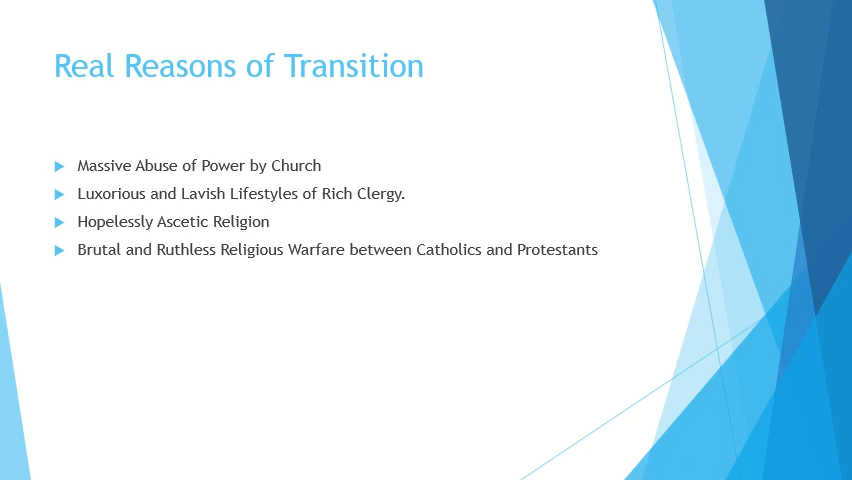 Real Reasons of Transition
Massive Abuse of Power by Church
Luxorious and Lavish Lifestyles of Rich Clergy.
Hopelessly Ascetic Religion
Brutal and Ruthless Religious Warfare between Catholics and Protestants